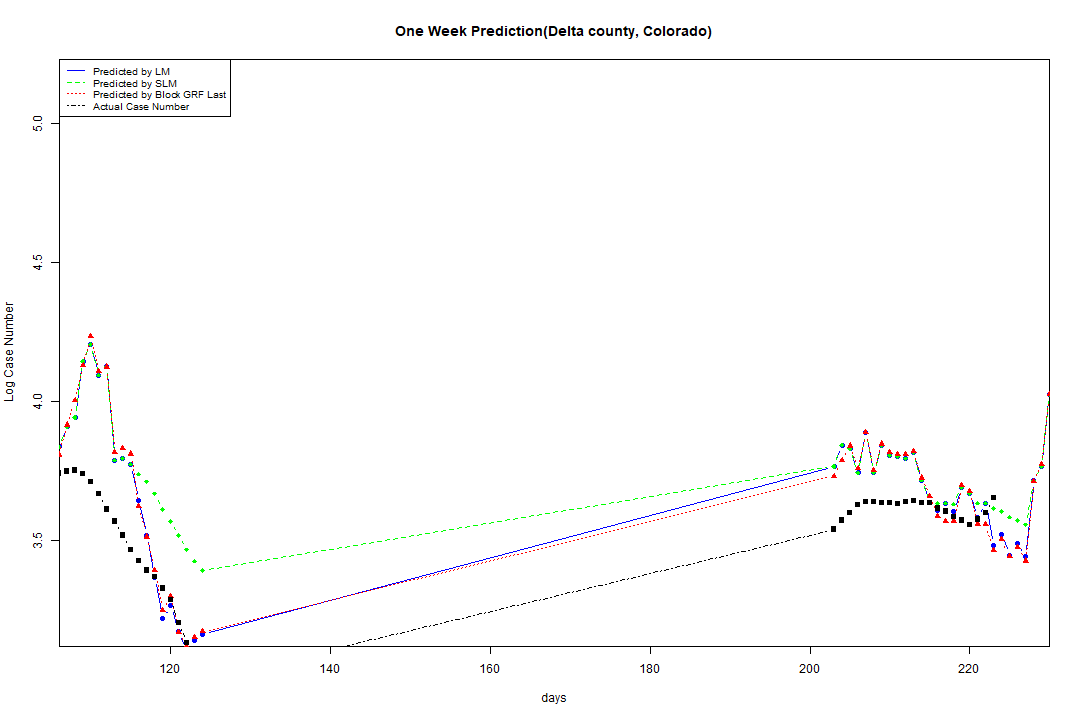 One Week Prediction(Delta county, Colorado)
Predicted by LM
Predicted by SLM
Predicted by Block GRF Last
Actual Case Number
5.0
4.5
4.0
3.5
Log Case Number
120 140 160 180 200 220
days